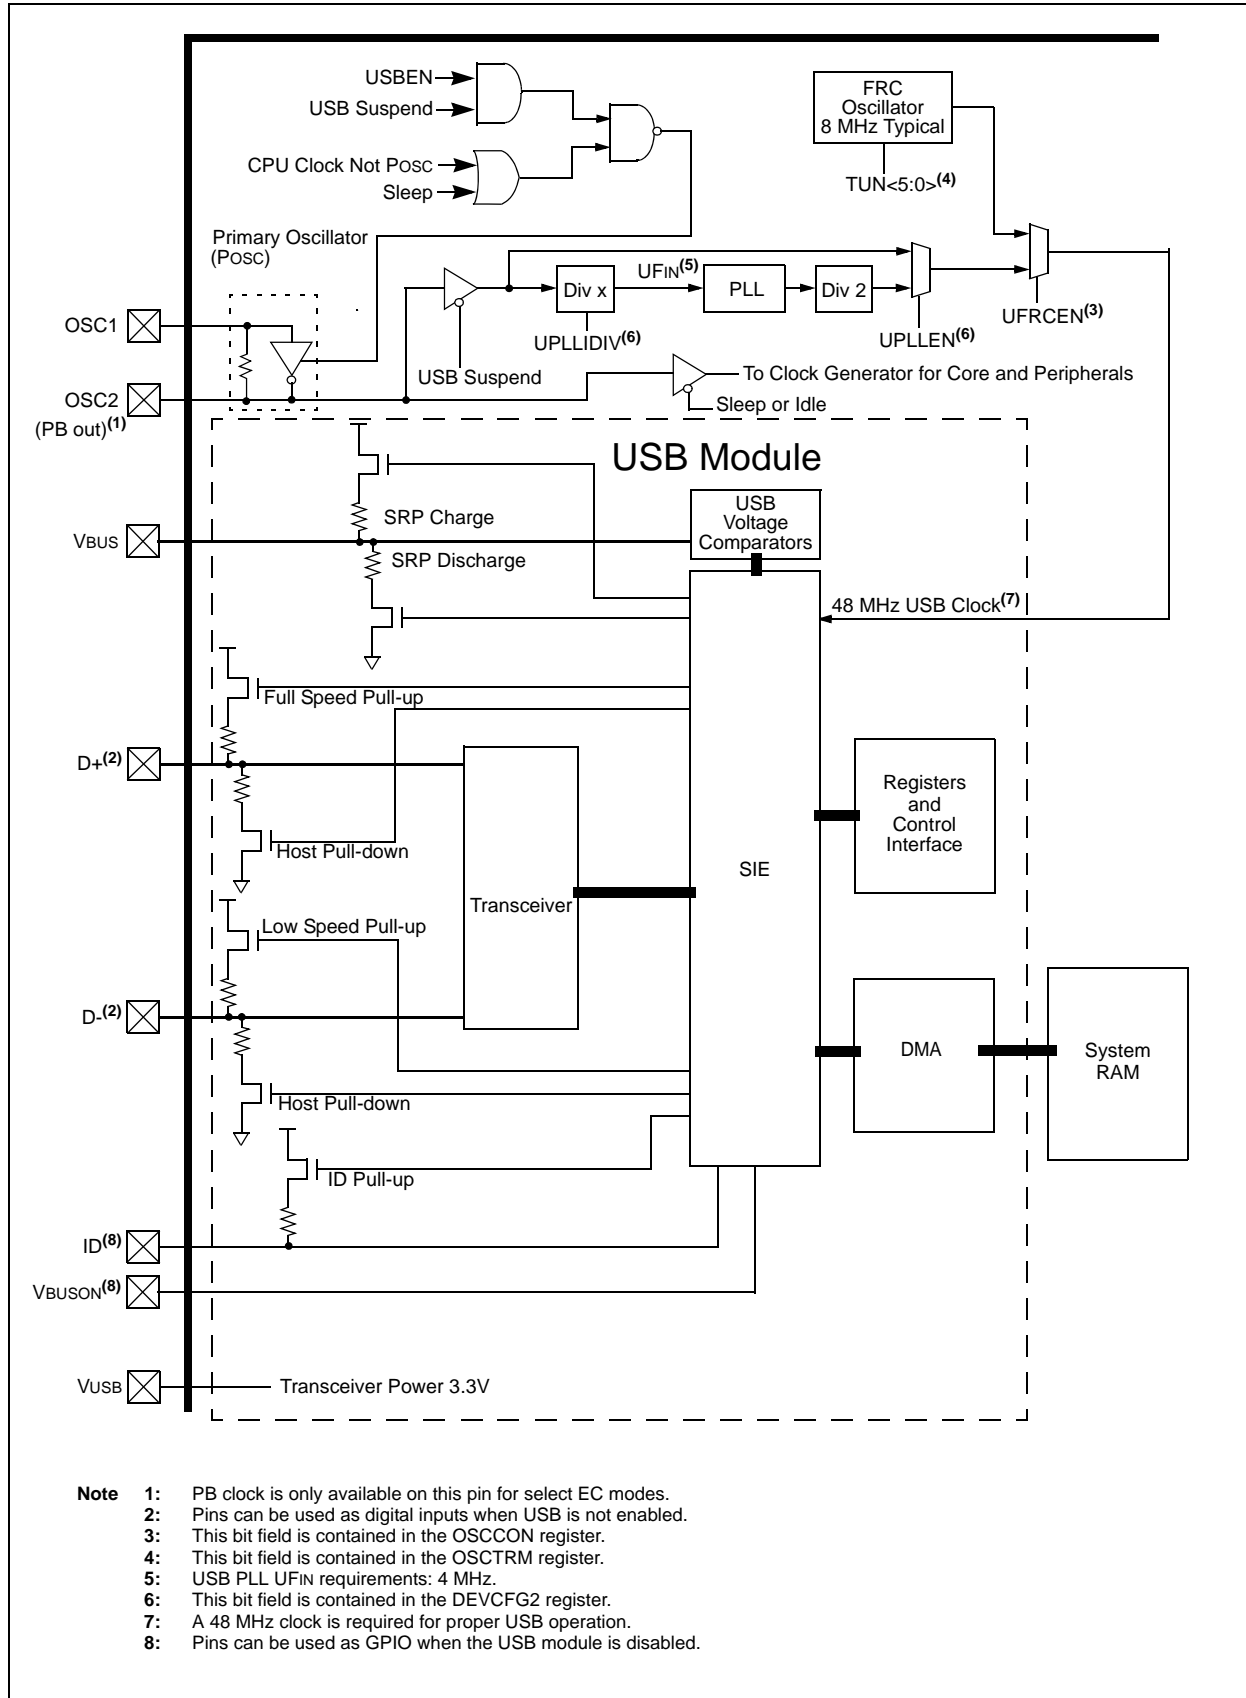 USBEN
USB Suspend
CPU Clock Not POSC
Sleep
FRC
Oscillator
8 MHz Typical
TUN<5:0>(4)
Primary Oscillator
(POSC)
UFIN(5)
Div x
PLL
Div 2
UPLLIDIV(6)
UPLLEN(6)
UFRCEN(3)
USB Suspend
OSC1
OSC2
(PB out)(1)
To Clock Generator for Core and Peripherals
Sleep or Idle
USB Module
USB
Voltage
Comparators
SRP Charge
VBUS
SRP Discharge
48 MHz USB Clock(7)
Full Speed Pull-up
D+(2)
Registers
and
Control
Interface
Host Pull-down
SIE
Transceiver
Low Speed Pull-up
D-(2)
DMA
System
RAM
Host Pull-down
ID Pull-up
ID(8)
VBUSON(8)
VUSB
Transceiver Power 3.3V
Note 1: PB clock is only available on this pin for select EC modes.
2: Pins can be used as digital inputs when USB is not enabled.
3: This bit field is contained in the OSCCON register.
4: This bit field is contained in the OSCTRM register.
5: USB PLL UFIN requirements: 4 MHz.
6: This bit field is contained in the DEVCFG2 register.
7: A 48 MHz clock is required for proper USB operation.
8: Pins can be used as GPIO when the USB module is disabled.